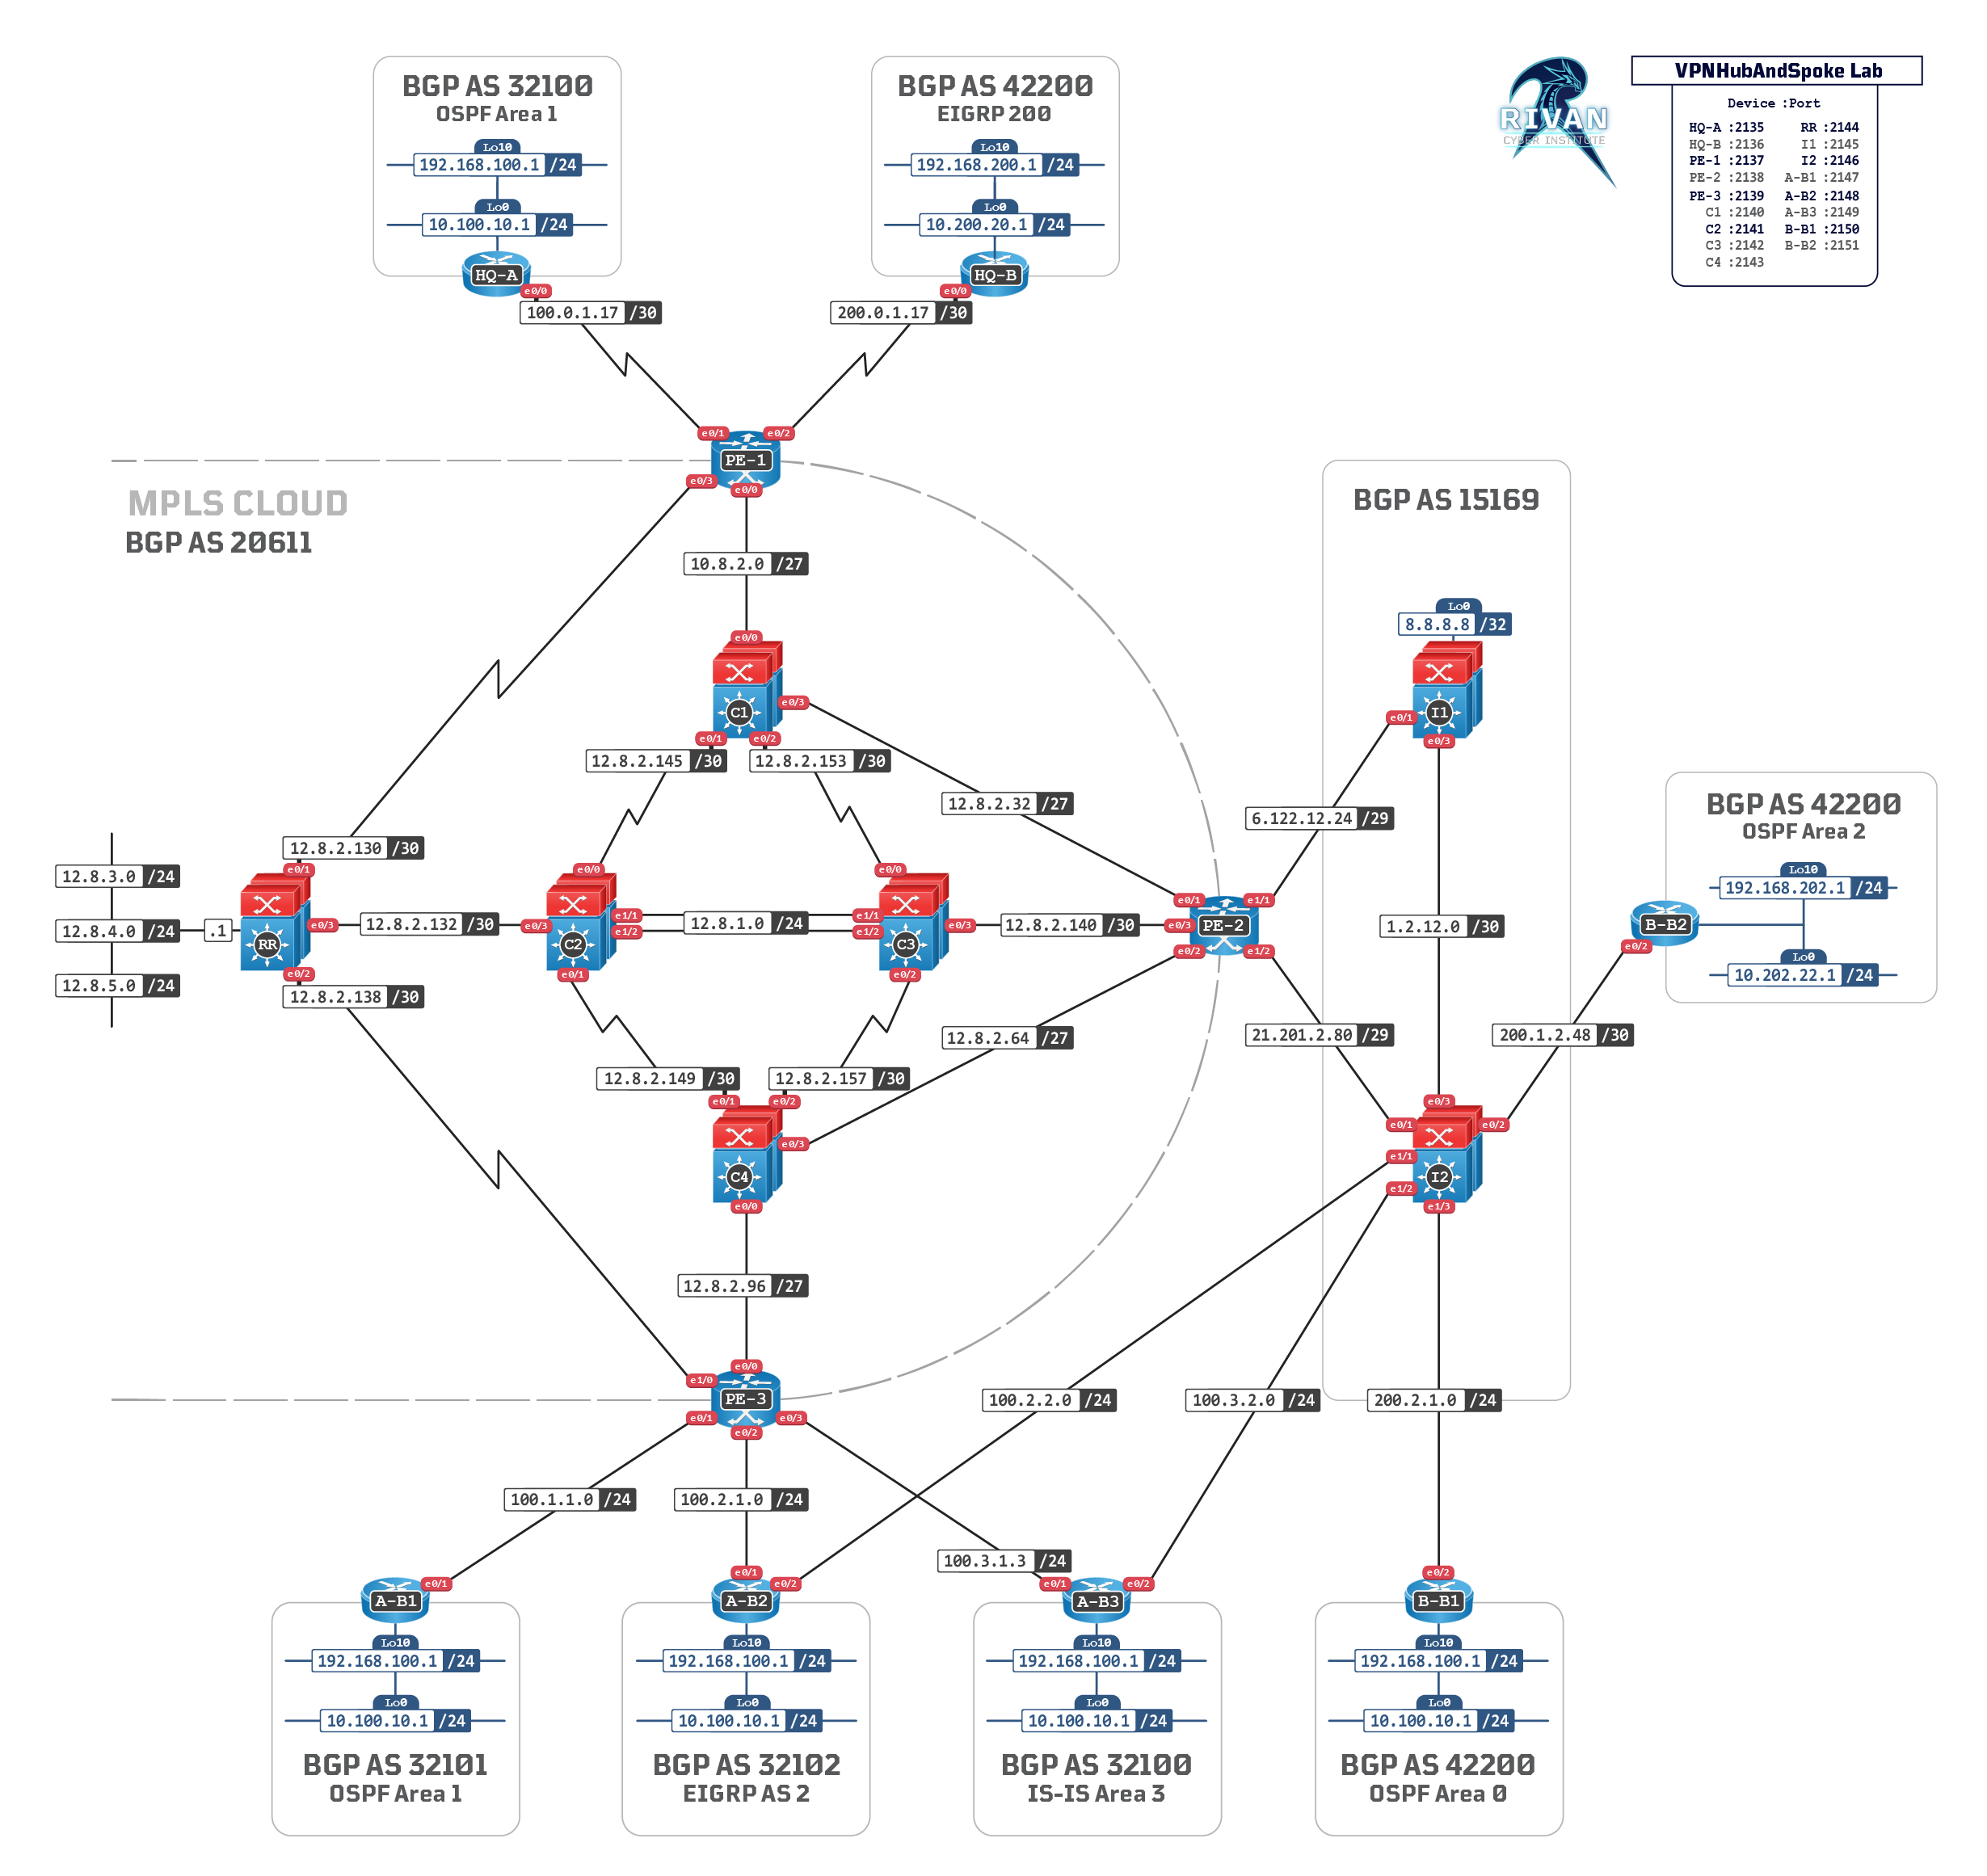 BGP AS 32100
OSPF Area 1
Lo10
192.168.100.1 /24
Lo0
10.100.10.1 /24
HQ-A
e0/0
100.0.1.17 /30
BGP AS 42200
EIGRP 200
Lo10
192.168.200.1 /24
Lo0
10.200.20.1 /24
HQ-B
e0/0
200.0.1.17 /30
RIVAN
CYBER INSTITUTE
VPNHubAndSpoke Lab
Device :Port
HQ-A :2135 RR :2144
HQ-B :2136 I1 :2145
PE-1 :2137 I2 :2146
PE-2 :2138 A-B1 :2147
PE-3 :2139 A-B2 :2148
C1 :2140 A-B3 :2149
C2 :2141 B-B1 :2150
C3 :2142 B-B2 :2151
C4 :2143
e0/1 e0/2
PE-1
e0/3
e0/0
MPLS CLOUD
BGP AS 20611
10.8.2.0 /27
e0/0
C1
e0/3
e0/1 e0/2
12.8.2.145 /30
12.8.2.153 /30
12.8.2.32 /27
BGP AS 15169
Lo0
8.8.8.8 /32
I1
e0/1
e0/3
6.122.12.24 /29
12.8.2.130 /30
12.8.3.0 /24
12.8.4.0 /24
.1
12.8.5.0 /24
e0/1
RR
e0/3
e0/2
12.8.2.138 /30
12.8.2.132 /30
e0/0
e0/3
C2
e1/1
e1/2
e0/1
12.8.1.0 /24
e0/0
e1/1
e1/2
C3
e0/3
e0/2
12.8.2.140 /30
e0/1 e1/1
e0/3
PE-2
e0/2 e1/2
1.2.12.0 /30
BGP AS 42200
OSPF Area 2
Lo10
192.168.202.1 /24
B-B2
e0/2
Lo0
10.202.22.1 /24
12.8.2.64 /27
21.201.2.80 /29
200.1.2.48 /30
12.8.2.149 /30
12.8.2.157 /30
e0/1 e0/2
e0/3
C4
e0/0
e0/3
e0/1 e0/2
e1/1
I2
e1/2
e1/3
12.8.2.96 /27
e0/0
e1/0
PE-3
e0/1 e0/3
e0/2
100.2.2.0 /24
100.3.2.0 /24
200.2.1.0 /24
100.1.1.0 /24
100.2.1.0 /24
100.3.1.3 /24
e0/1
A-B1
Lo10
192.168.100.1 /24
Lo0
10.100.10.1 /24
BGP AS 32101
OSPF Area 1
e0/1
e0/2
A-B2
Lo10
192.168.100.1 /24
Lo0
10.100.10.1 /24
BGP AS 32102
EIGRP AS 2
e0/1 e0/2
A-B3
Lo10
192.168.100.1 /24
Lo0
10.100.10.1 /24
BGP AS 32100
IS-IS Area 3
e0/2
B-B1
Lo10
192.168.100.1 /24
Lo0
10.100.10.1 /24
BGP AS 42200
OSPF Area 0